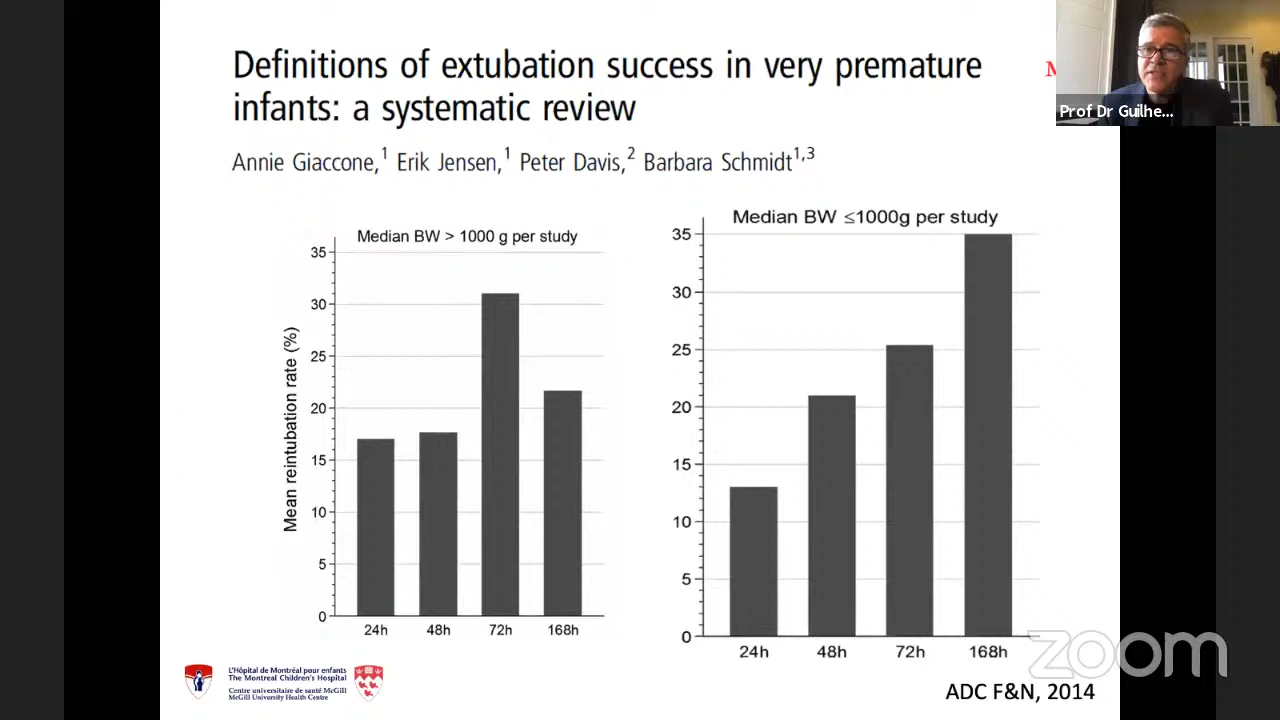 Definitions of extubation success in very premature
infants: a systematic review
Annie Giaccone,1 Erik Jensen,1 Peter Davis,2 Barbara Schmidt1,3
M
Prof Dr Guilhe...
Median BW > 1000 g per study
Mean reintubation rate (%)
35
30
25
20
15
10
5
0
24h 48h 72h 168h
Median BW ≤1000g per study
35
30
25
20
15
10
5
0
24h 48h 72h 168h
L'Hôpital de Montréal pour enfants
The Montreal Children's Hospital
Centre universitaire de santé McGill
McGill University Health Centre
ADC F&N, 2014
zoom